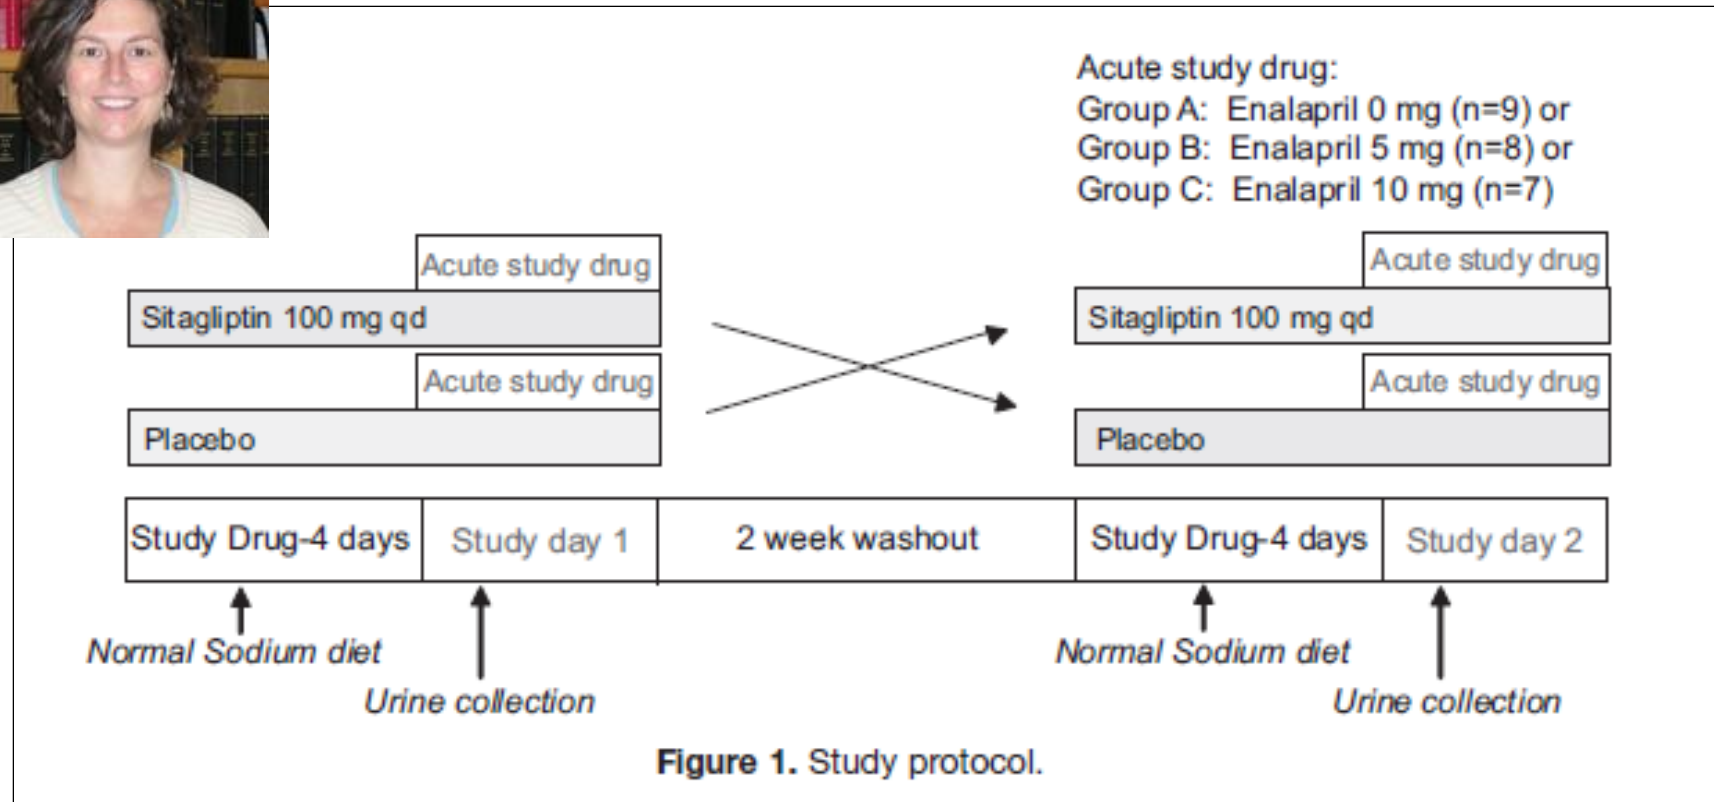 Acute study drug:
Group A: Enalapril 0 mg (n=9) or
Group B: Enalapril 5 mg (n=8) or
Group C: Enalapril 10 mg (n=7)
Acute study drug
Sitagliptin 100 mg qd
Acute study drug
Placebo
Acute study drug
Sitagliptin 100 mg qd
Acute study drug
Placebo
Study Drug-4 days
Study day 1
2 week washout
Study Drug-4 days
Study day 2
Normal Sodium diet
Urine collection
Normal Sodium diet
Urine collection
Figure 1. Study protocol.